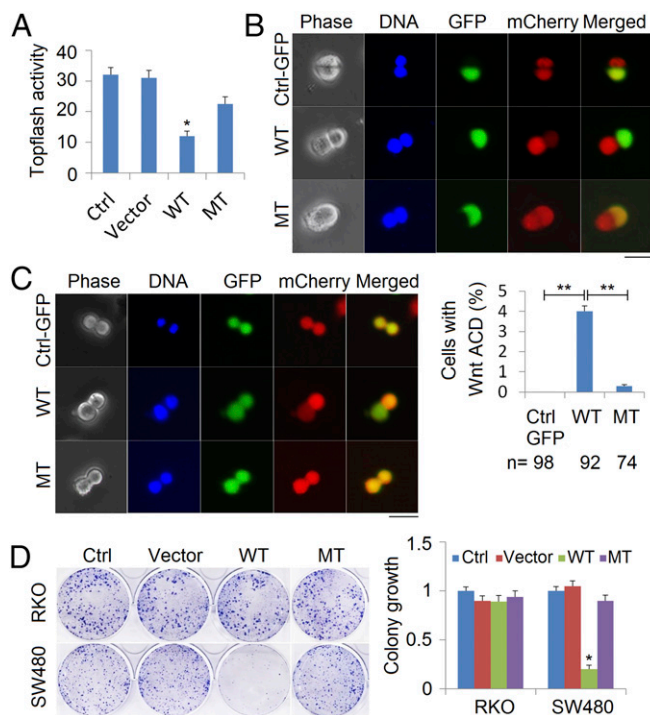 A
Topflash activity
40
30
20
10
0
*
Ctrl
Vector
WT
MT
B
Phase DNA GFP mCherry Merged
Ctrl-GFP
WT
MT
C
Phase DNA GFP mCherry Merged
Ctrl-GFP
WT
MT
Cells with
Wnt ACD (%)
** **
5
4
3
2
1
0
Ctrl WT MT
GFP
n= 98 92 74
D
Ctrl Vector WT MT
RKO
SW480
Colony growth
Ctrl Vector WT MT
1.5
1
0.5
0
*
RKO SW480